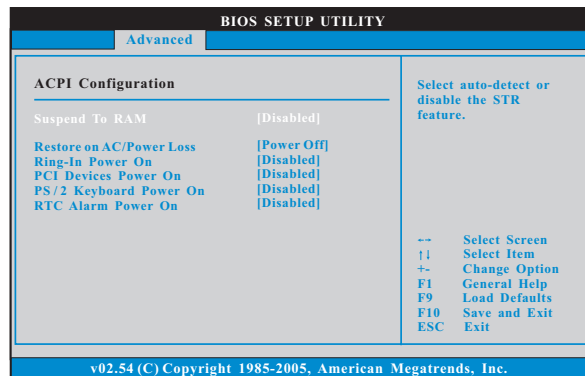 BIOS SETUP UTILITY
Advanced
ACPI Configuration
Suspend To RAM [Disabled]
Restore on AC/Power Loss [Power Off]
Ring-In Power On [Disabled]
PCI Devices Power On [Disabled]
PS/2 Keyboard Power On [Disabled]
RTC Alarm Power On [Disabled]
Select auto-detect or
disable the STR
feature.
←→ Select Screen
↑↓ Select Item
+- Change Option
F1 General Help
F9 Load Defaults
F10 Save and Exit
ESC Exit
v02.54 (C) Copyright 1985-2005, American Megatrends, Inc.